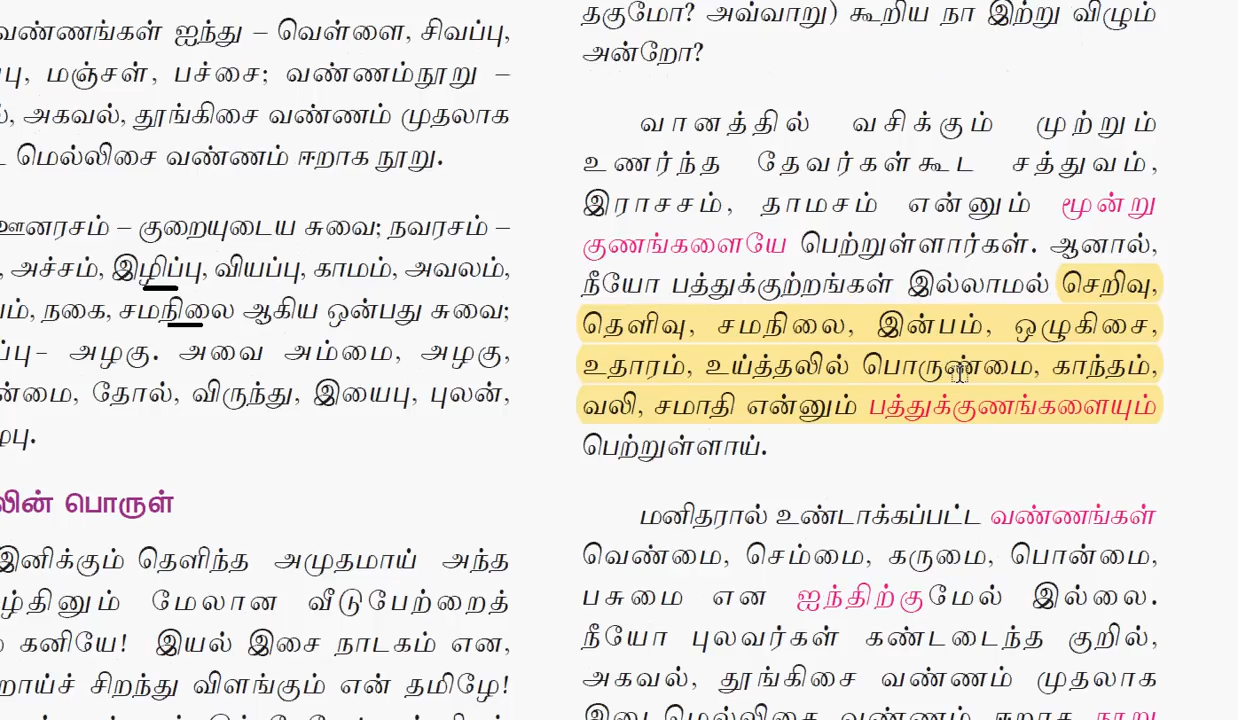 வண்ணங்கள் ஐந்து – வெள்ளை, சிவப்பு,
மஞ்சள், பச்சை; வண்ணம்நூறு –
அகவல், தூங்கிசை வண்ணம் முதலாக
மெல்லிசை வண்ணம் ஈறாக நூறு.
ஊனரசம் – குறையுடைய சுவை; நவரசம் –
அச்சம், இழிப்பு, வியப்பு, காமம், அவலம்,
நகை, சமநிலை ஆகிய ஒன்பது சுவை;
அழகு. அவை அம்மை, அழகு,
தோல், விருந்து, இயைபு, புலன்,
பொருள்
இனிக்கும் தெளிந்த அமுதமாய் அந்த
மேலான வீடுபேற்றைத்
கனியே! இயல் இசை நாடகம் என,
சிறந்து விளங்கும் என் தமிழே!
தகுமோ? அவ்வாறு) கூறிய நா இற்று விழும்
அன்றோ?
வானத்தில் வசிக்கும் முற்றும்
உணர்ந்த தேவர்கள்கூட சத்துவம்,
இராசசம், தாமசம் என்னும் மூன்று
குணங்களையே பெற்றுள்ளார்கள். ஆனால்,
நீயோ பத்துக்குற்றங்கள் இல்லாமல் செறிவு,
தெளிவு, சமநிலை, இன்பம், ஒழுகிசை,
உதாரம், உய்த்தலில் பொருண்மை, காந்தம்,
வலி, சமாதி என்னும் பத்துக்குணங்களையும்
பெற்றுள்ளாய்.
மனிதரால் உண்டாக்கப்பட்ட வண்ணங்கள்
வெண்மை, செம்மை, கருமை, பொன்மை,
பசுமை என ஐந்திற்குமேல் இல்லை.
நீயோ புலவர்கள் கண்டடைந்த குறில்,
அகவல், தூங்கிசை வண்ணம் முதலாக
இடைமெல்லிசை வண்ணம் ஈறாக நூறு